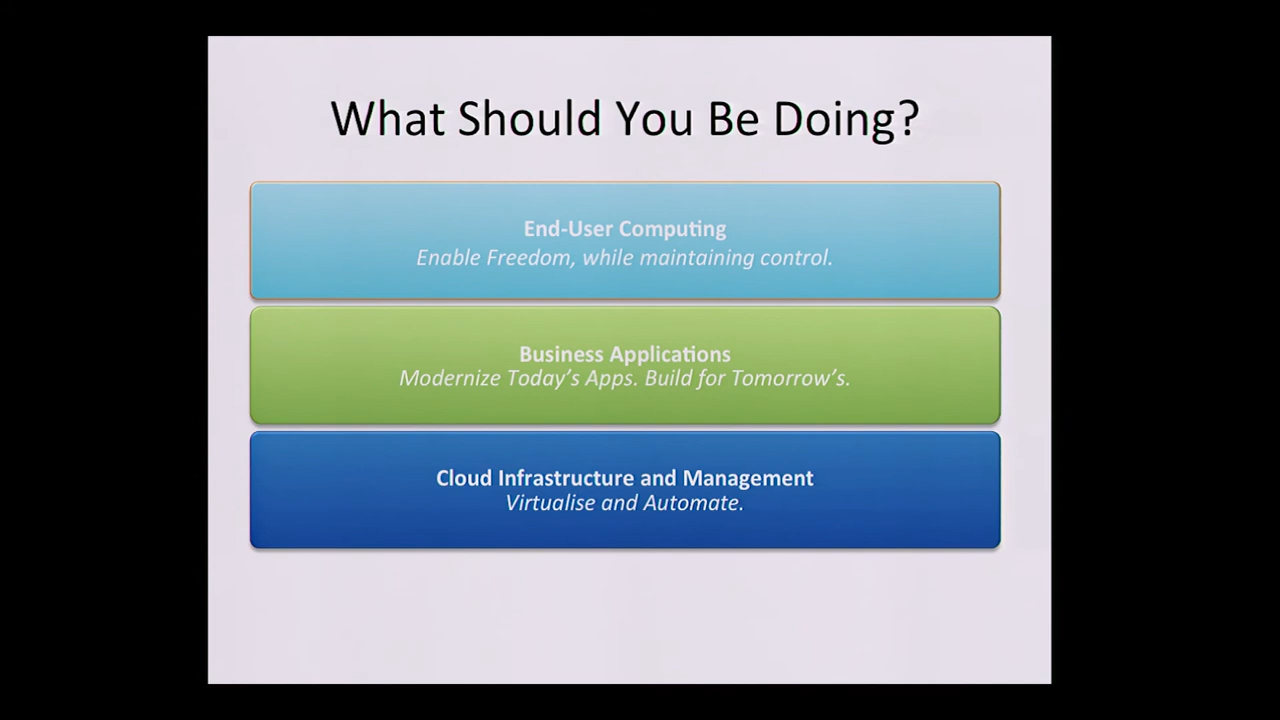 What Should You Be Doing?
End-User Computing
Enable Freedom, while maintaining control.
Business Applications
Modernize Today's Apps. Build for Tomorrow's.
Cloud Infrastructure and Management
Virtualise and Automate.